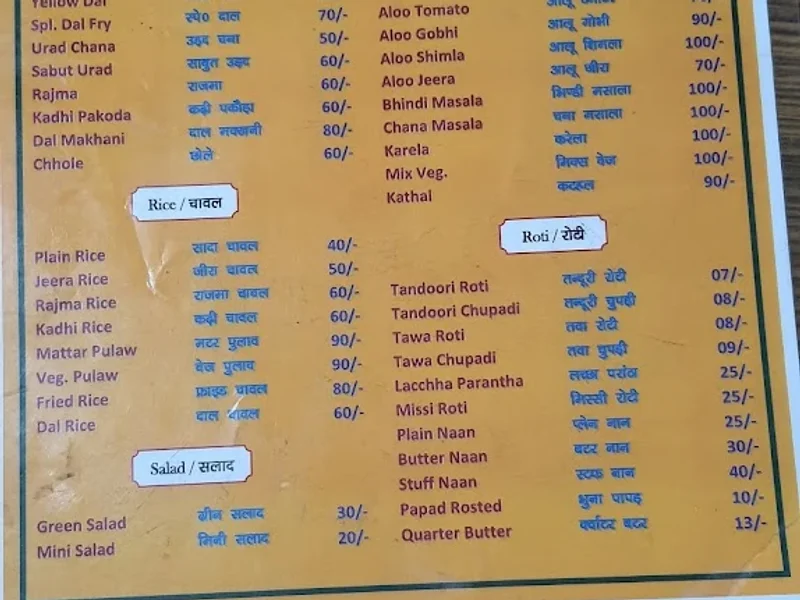 Yellow Dal
Spl. Dal Fry स्पे0 दाल 70/-
Urad Chana उड़द चना 50/-
Sabut Urad साबुत उड़द 60/-
Rajma राजमा 60/-
Kadhi Pakoda कढ़ी पकौड़ा 60/-
Dal Makhani दाल मक्खनी 80/-
Chhole छोले 60/-
Rice / चावल
Plain Rice सादा चावल 40/-
Jeera Rice जीरा चावल 50/-
Rajma Rice राजमा चावल 60/-
Kadhi Rice कढ़ी चावल 60/-
Mattar Pulaw मटर पुलाव 90/-
Veg. Pulaw वेज पुलाव 90/-
Fried Rice फ्राइड चावल 80/-
Dal Rice दाल चावल 60/-
Salad / सलाद
Green Salad ग्रीन सलाद 30/-
Mini Salad मिनी सलाद 20/-
Aloo Tomato
Aloo Gobhi आलू गोभी 90/-
Aloo Shimla आलू शिमला 100/-
Aloo Jeera आलू जीरा 70/-
Bhindi Masala भिण्डी मसाला 100/-
Chana Masala चना मसाला 100/-
Karela करेला 100/-
Mix Veg. मिक्स वेज 100/-
Kathal कटहल 90/-
Roti / रोटी
Tandoori Roti तन्दूरी रोटी 07/-
Tandoori Chupadi तन्दूरी चुपड़ी 08/-
Tawa Roti तवा रोटी 08/-
Tawa Chupadi तवा चुपड़ी 09/-
Lacchha Parantha लच्छा परांठा 25/-
Missi Roti मिस्सी रोटी 25/-
Plain Naan प्लेन नान 25/-
Butter Naan बटर नान 30/-
Stuff Naan स्टफ नान 40/-
Papad Rosted भुना पापड़ 10/-
Quarter Butter क्वाटर बटर 13/-